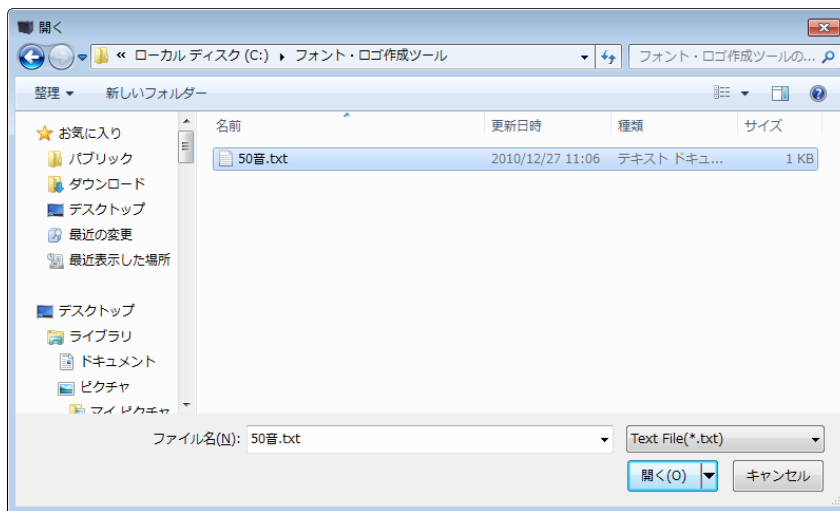 開く
« ローカル ディスク (C:) ▸ フォント・ロゴ作成ツール
フォント・ロゴ作成ツールの...
整理 ▼ 新しいフォルダー
名前 更新日時 種類 サイズ
50音.txt 2010/12/27 11:06 テキスト ドキュ... 1 KB
お気に入り
パブリック
ダウンロード
デスクトップ
最近の変更
最近表示した場所
デスクトップ
ライブラリ
ドキュメント
ピクチャ
マイ ピクチャ
ファイル名(N): 50音.txt Text File(*.txt)
開く(O) キャンセル